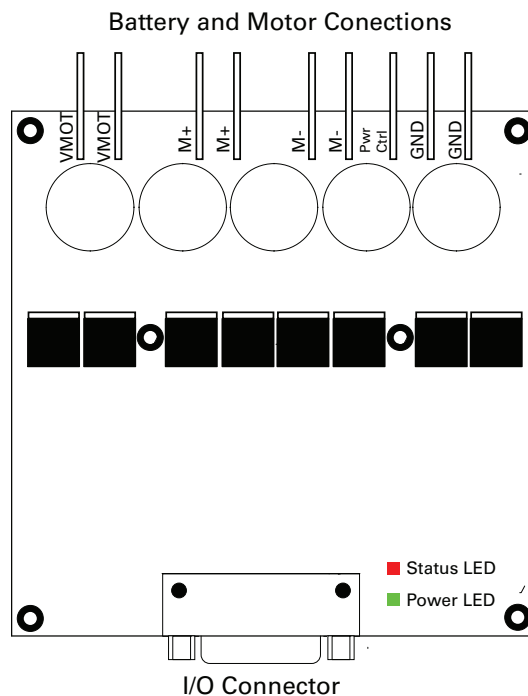 Battery and Motor Conections
VMOT
VMOT
M+
M+
M-
M-
Pwr
Ctrl
GND
GND
Status LED
Power LED
I/O Connector